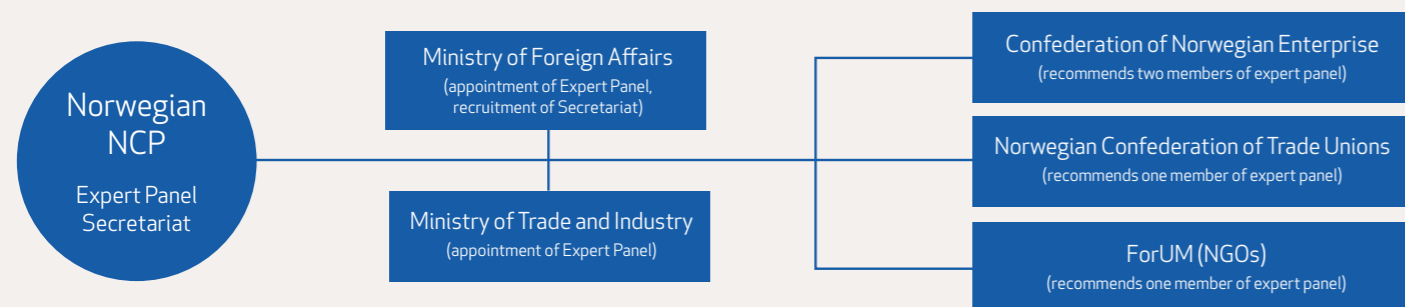 Norwegian
NCP
Expert Panel
Secretariat
Ministry of Foreign Affairs
(appointment of Expert Panel,
recruitment of Secretariat)
Ministry of Trade and Industry
(appointment of Expert Panel)
Confederation of Norwegian Enterprise
(recommends two members of expert panel)
Norwegian Confederation of Trade Unions
(recommends one member of expert panel)
ForUM (NGOs)
(recommends one member of expert panel)